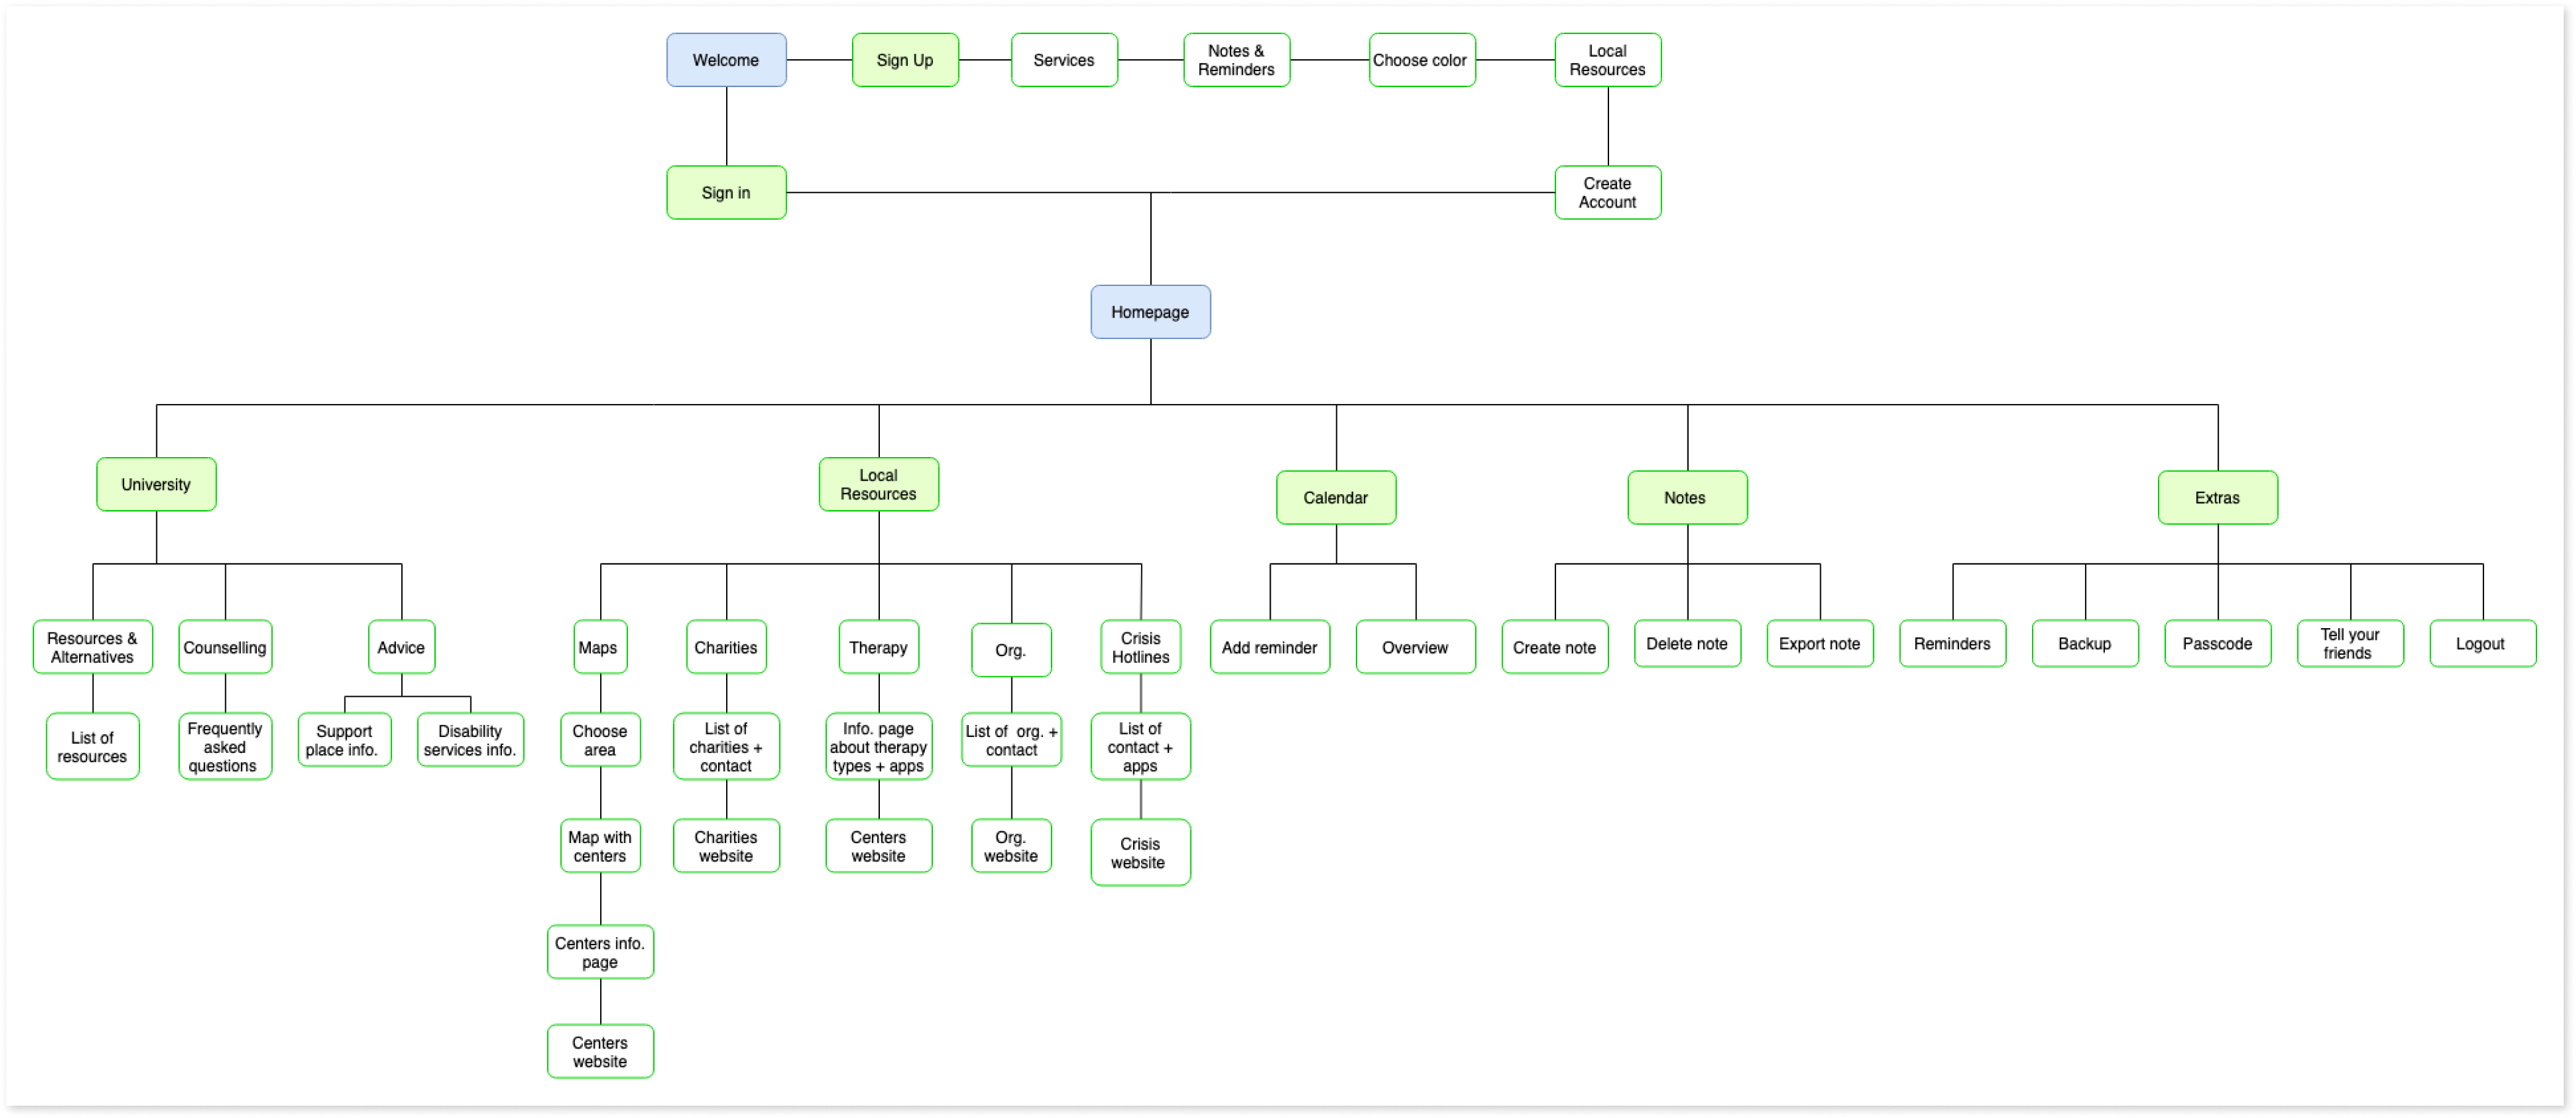 Welcome
Sign Up
Services
Notes &
Reminders
Choose color
Local
Resources
Sign in
Create
Account
Homepage
University
Local
Resources
Calendar
Notes
Extras
Resources &
Alternatives
Counselling
Advice
Maps
Charities
Therapy
Org.
Crisis
Hotlines
Add reminder
Overview
Create note
Delete note
Export note
Reminders
Backup
Passcode
Tell your
friends
Logout
List of
resources
Frequently
asked
questions
Support
place info.
Disability
services info.
Choose
area
List of
charities +
contact
Info. page
about therapy
types + apps
List of org. +
contact
List of
contact +
apps
Map with
centers
Charities
website
Centers
website
Org.
website
Crisis
website
Centers info.
page
Centers
website